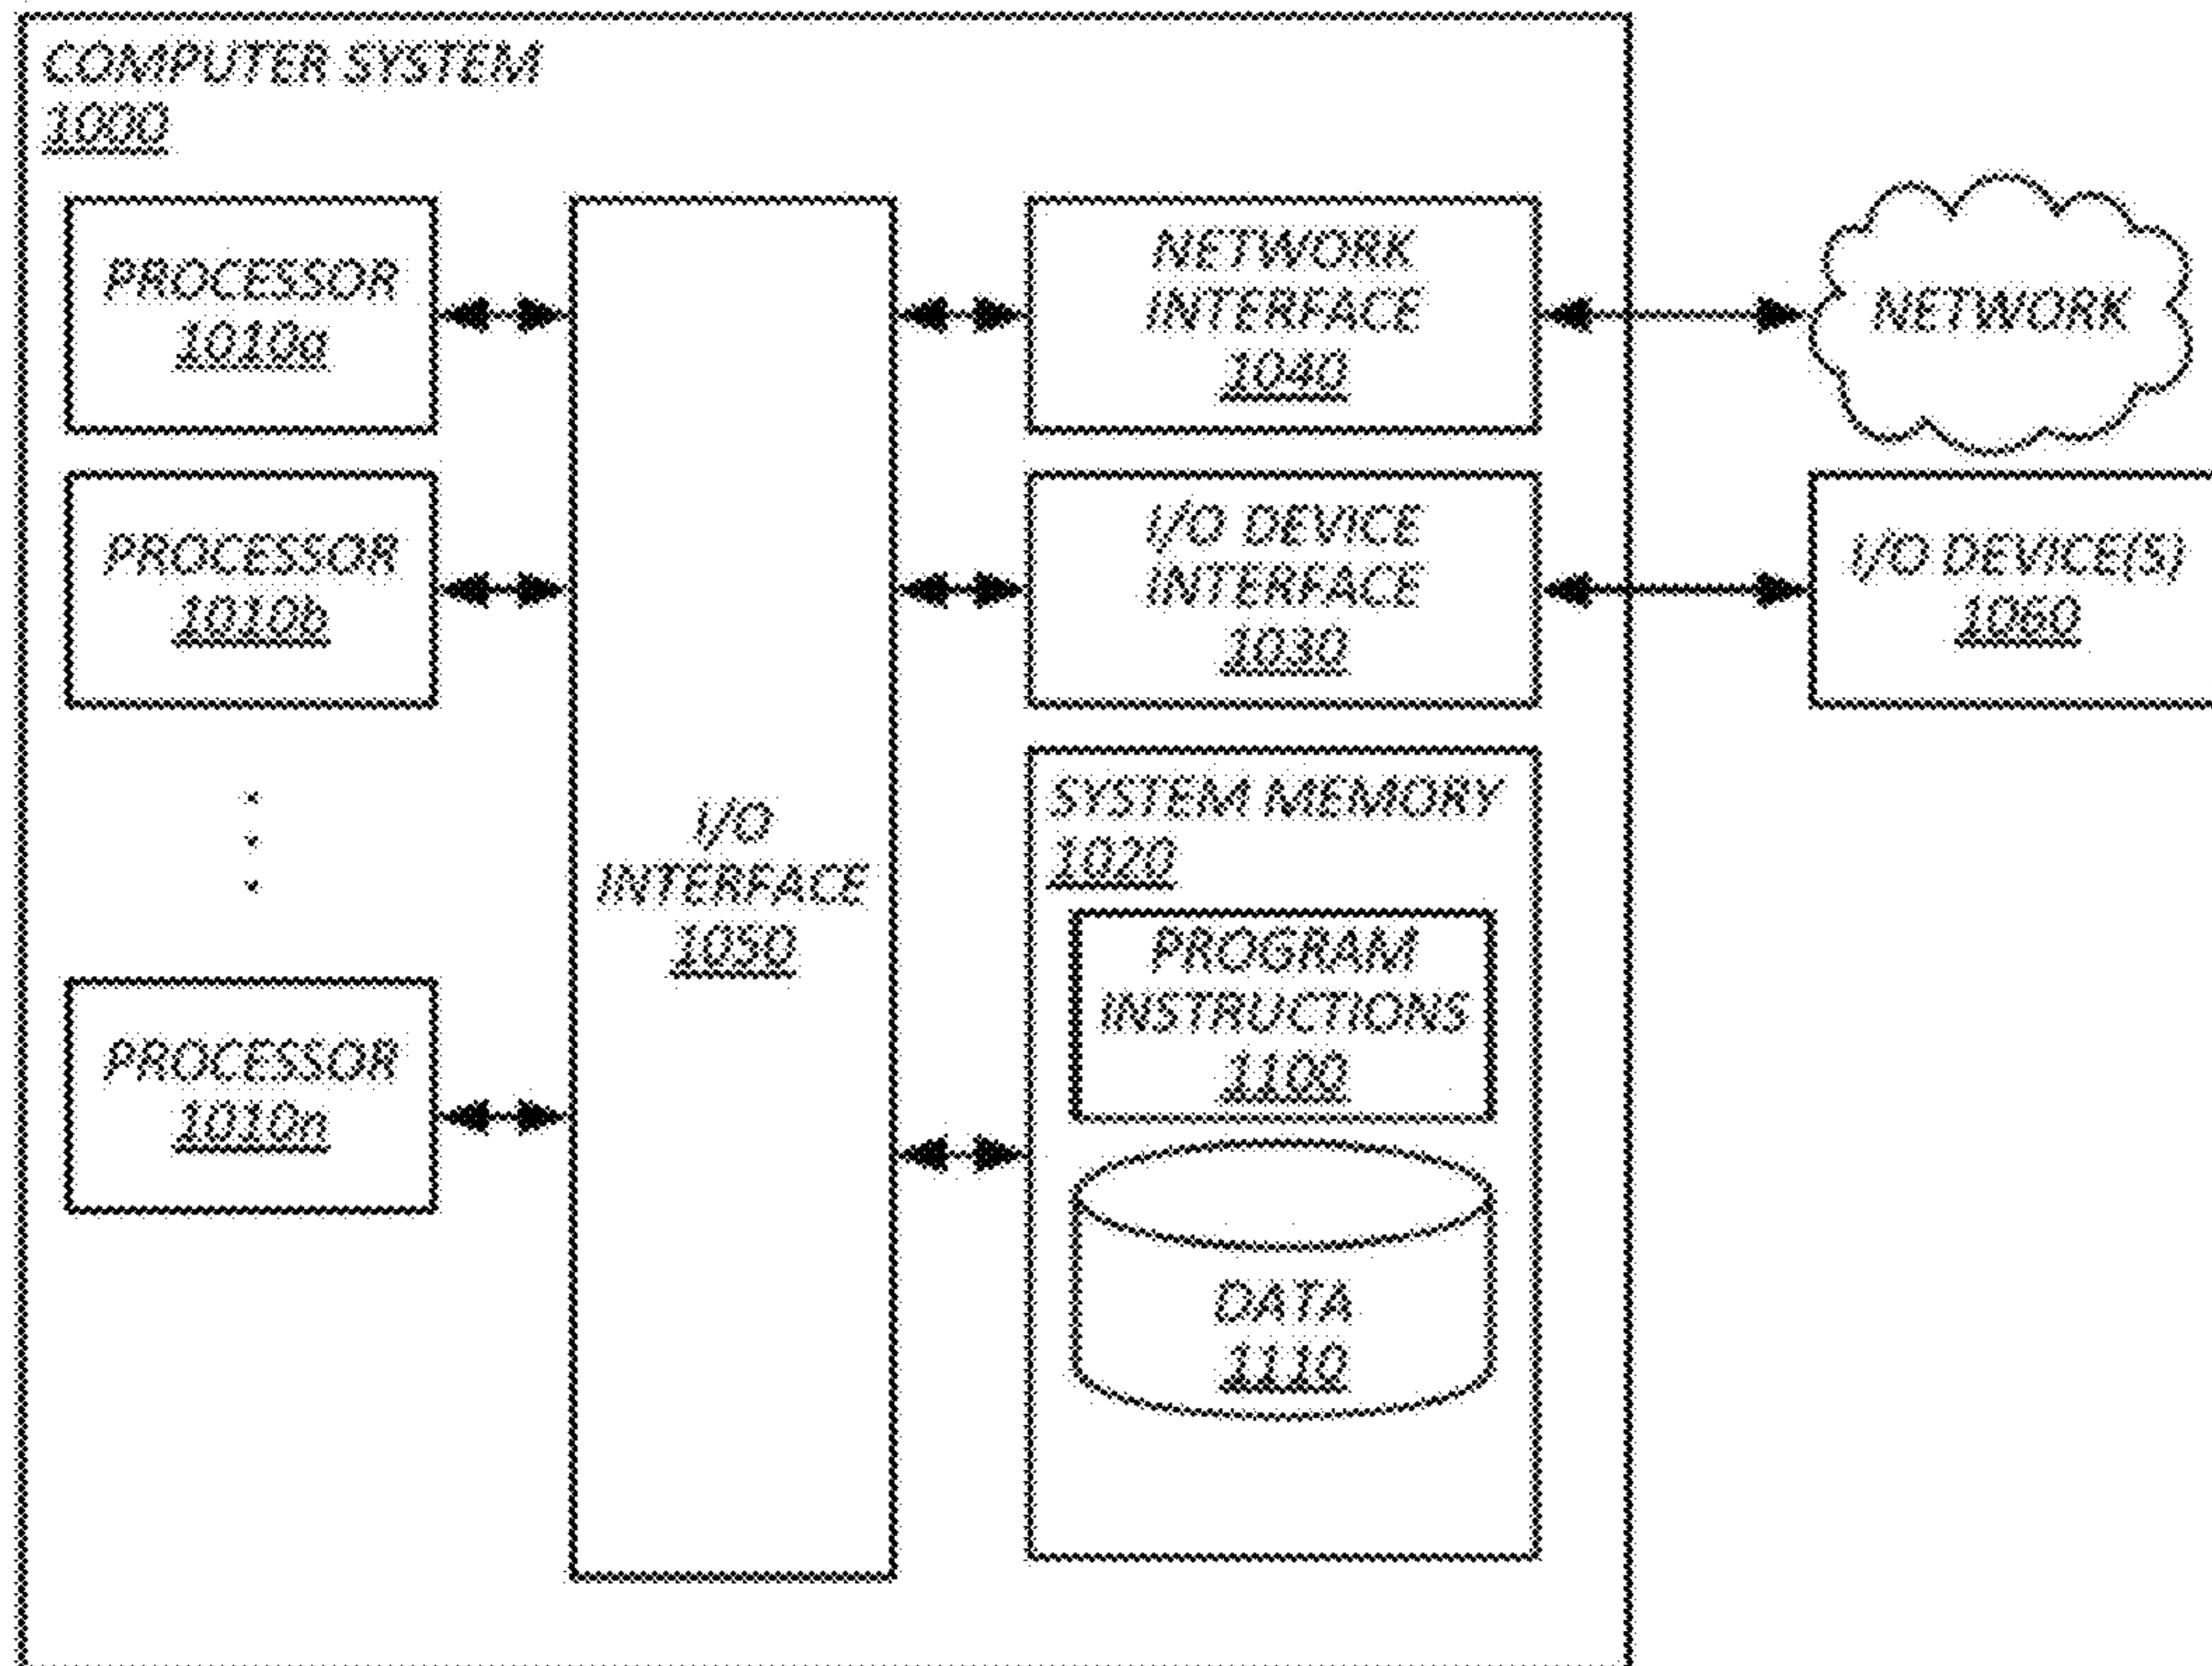 COMPUTER SYSTEM
1000
PROCESSOR
1010a
PROCESSOR
1010b
PROCESSOR
1010n
I/O
INTERFACE
1050
NETWORK
INTERFACE
1040
I/O DEVICE
INTERFACE
1030
SYSTEM MEMORY
1020
PROGRAM
INSTRUCTIONS
1100
DATA
1110
NETWORK
I/O DEVICE(S)
1060